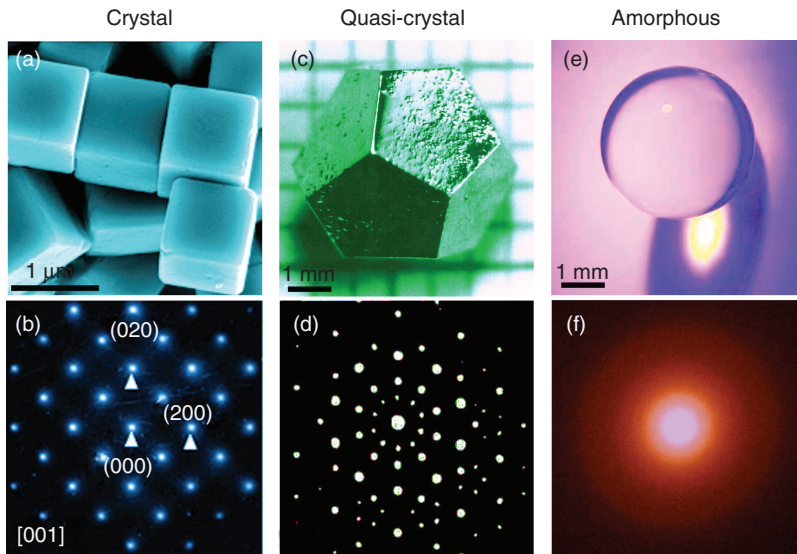 Crystal
Quasi-crystal
Amorphous
(a)
(c)
(e)
1 μm
1 mm
1 mm
(b)
(d)
(f)
(020)
(200)
(000)
[001]